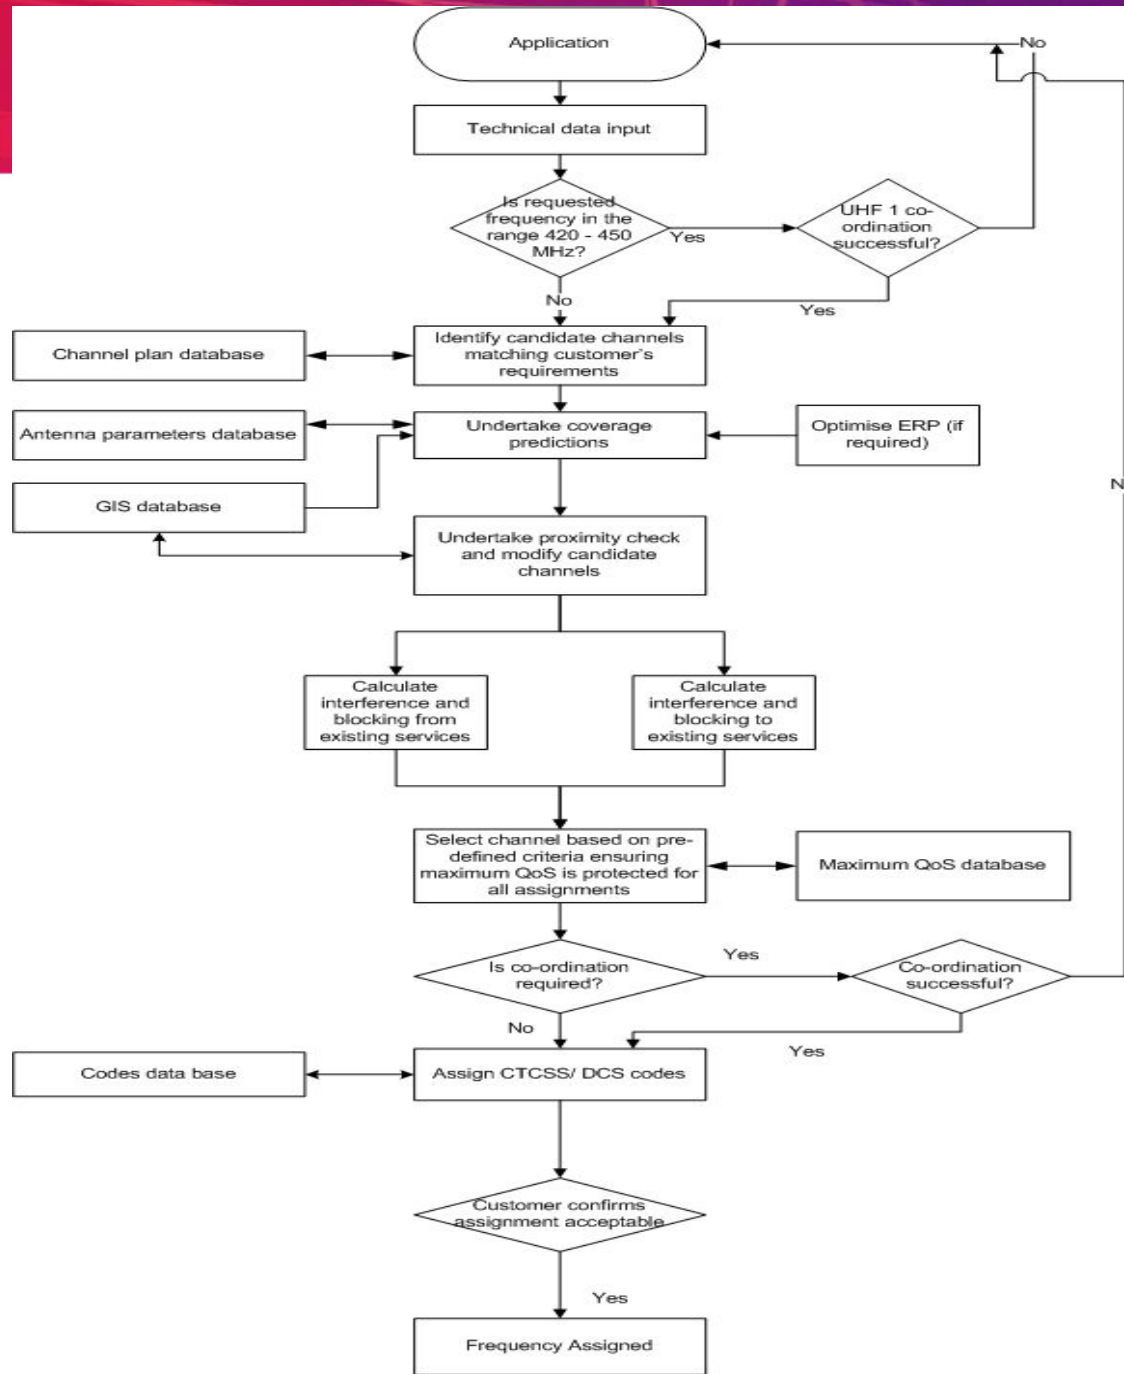 Application
No
Technical data input
Is requested
frequency in the
range 420 - 450
MHz?
Yes
UHF 1 co-
ordination
successful?
No
Yes
Channel plan database
Identify candidate channels
matching customer's
requirements
Antenna parameters database
Undertake coverage
predictions
Optimise ERP (if
required)
GIS database
N
Undertake proximity check
and modify candidate
channels
Calculate
interference and
blocking from
existing services
Calculate
interference and
blocking to
existing services
Select channel based on pre-
defined criteria ensuring
maximum QoS is protected for
all assignments
Maximum QoS database
Is co-ordination
required?
Yes
Co-ordination
successful?
No
Yes
Codes data base
Assign CTCSS/ DCS codes
Customer confirms
assignment acceptable
Yes
Frequency Assigned